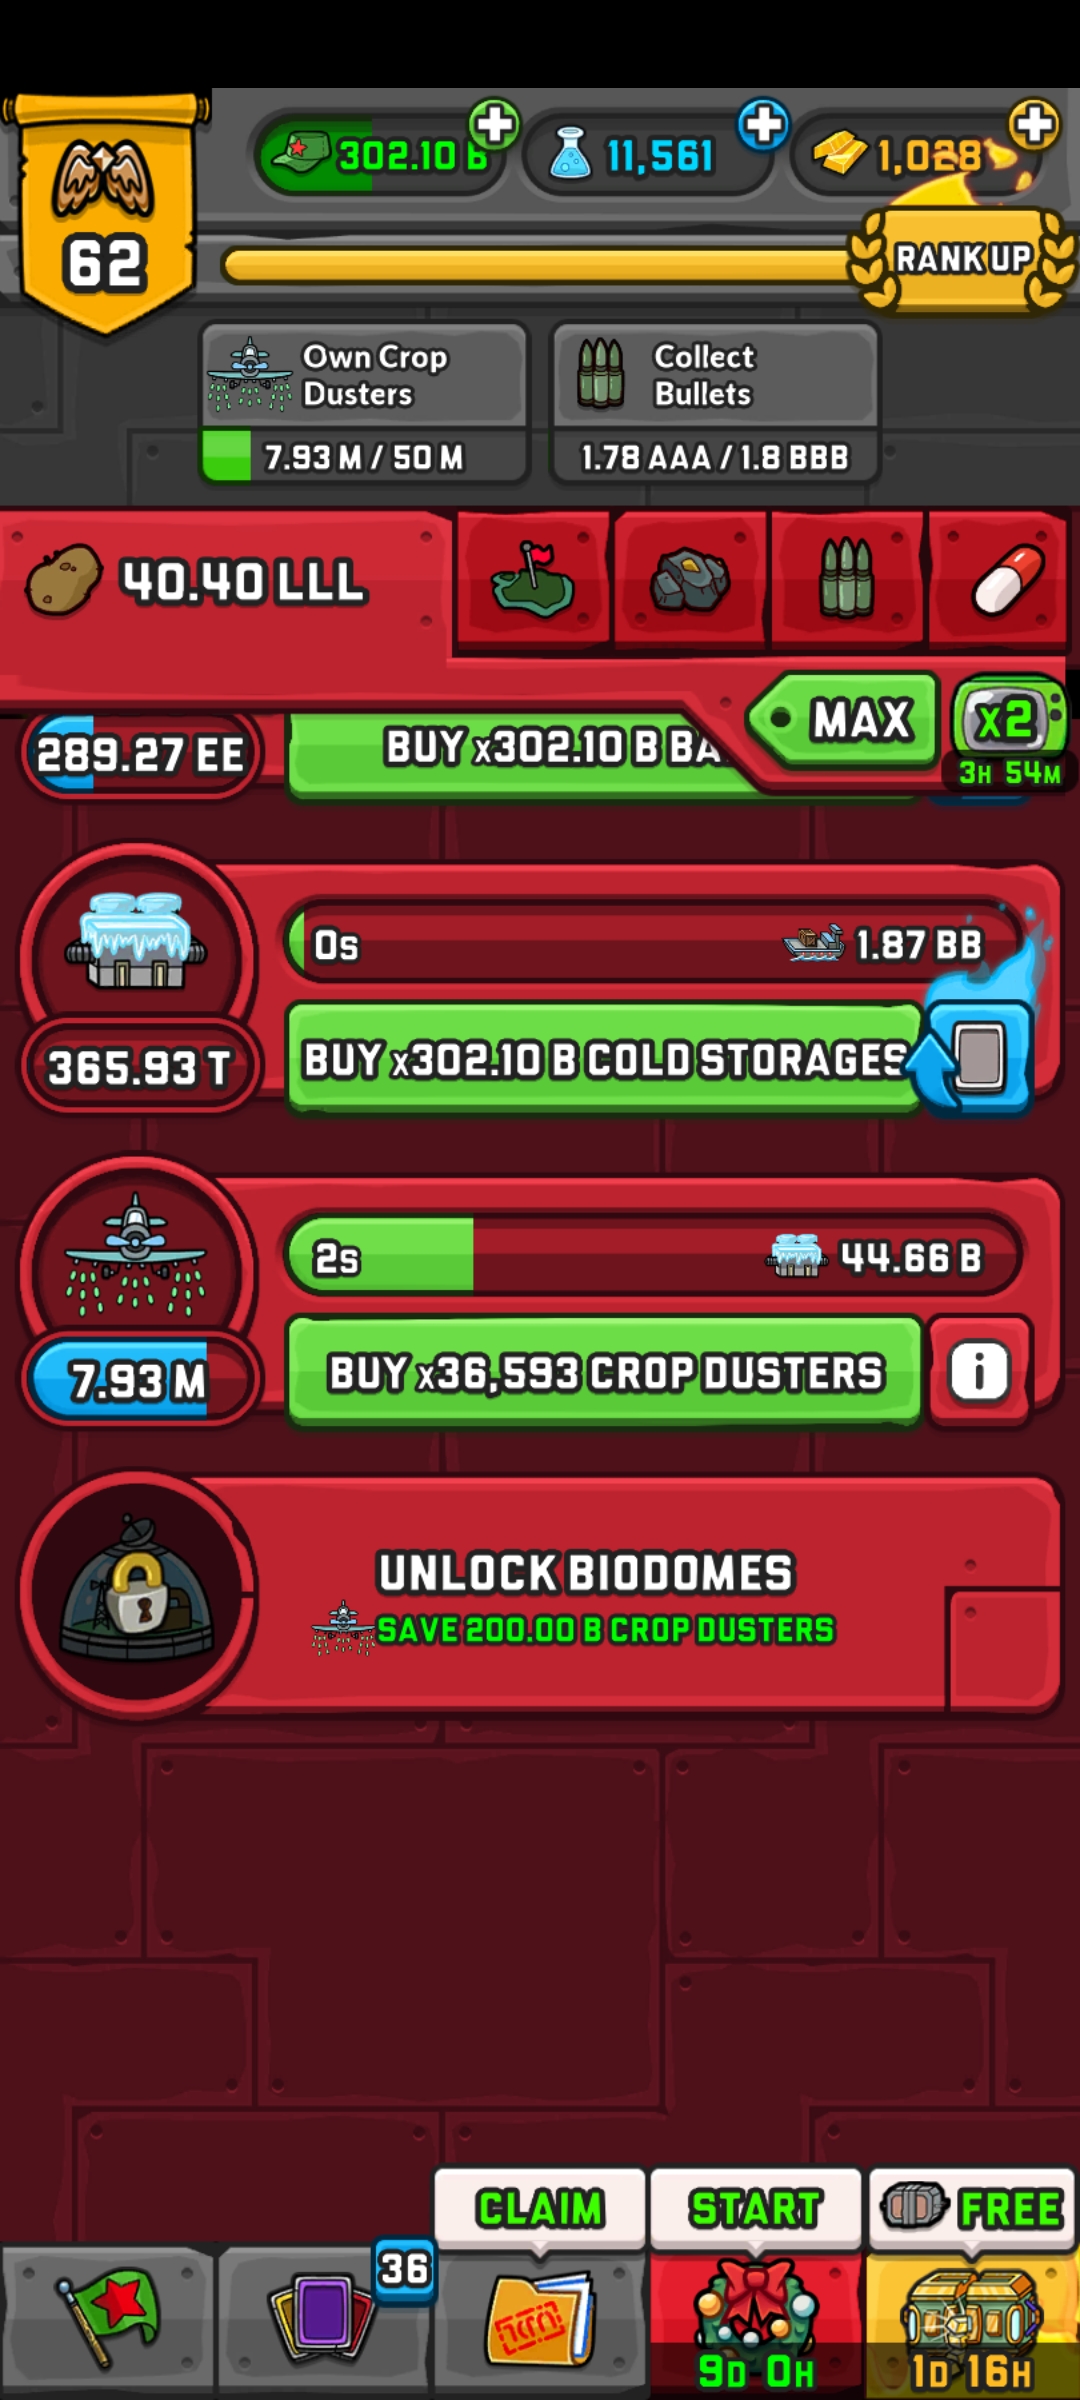 302.10 B
11,561
1,028
62
RANK UP
Own Crop
Dusters
7.93 M / 50 M
Collect
Bullets
1.78 AAA / 1.8 BBB
40.40 LLL
MAX
x2
3H 54M
289.27 EE
BUY x302.10 B BA
0s
1.87 BB
365.93 T
BUY x302.10 B COLD STORAGES
2s
44.66 B
7.93 M
BUY x36,593 CROP DUSTERS
i
UNLOCK BIODOMES
SAVE 200.00 B CROP DUSTERS
CLAIM
START
FREE
36
9D 0H
1D 16H